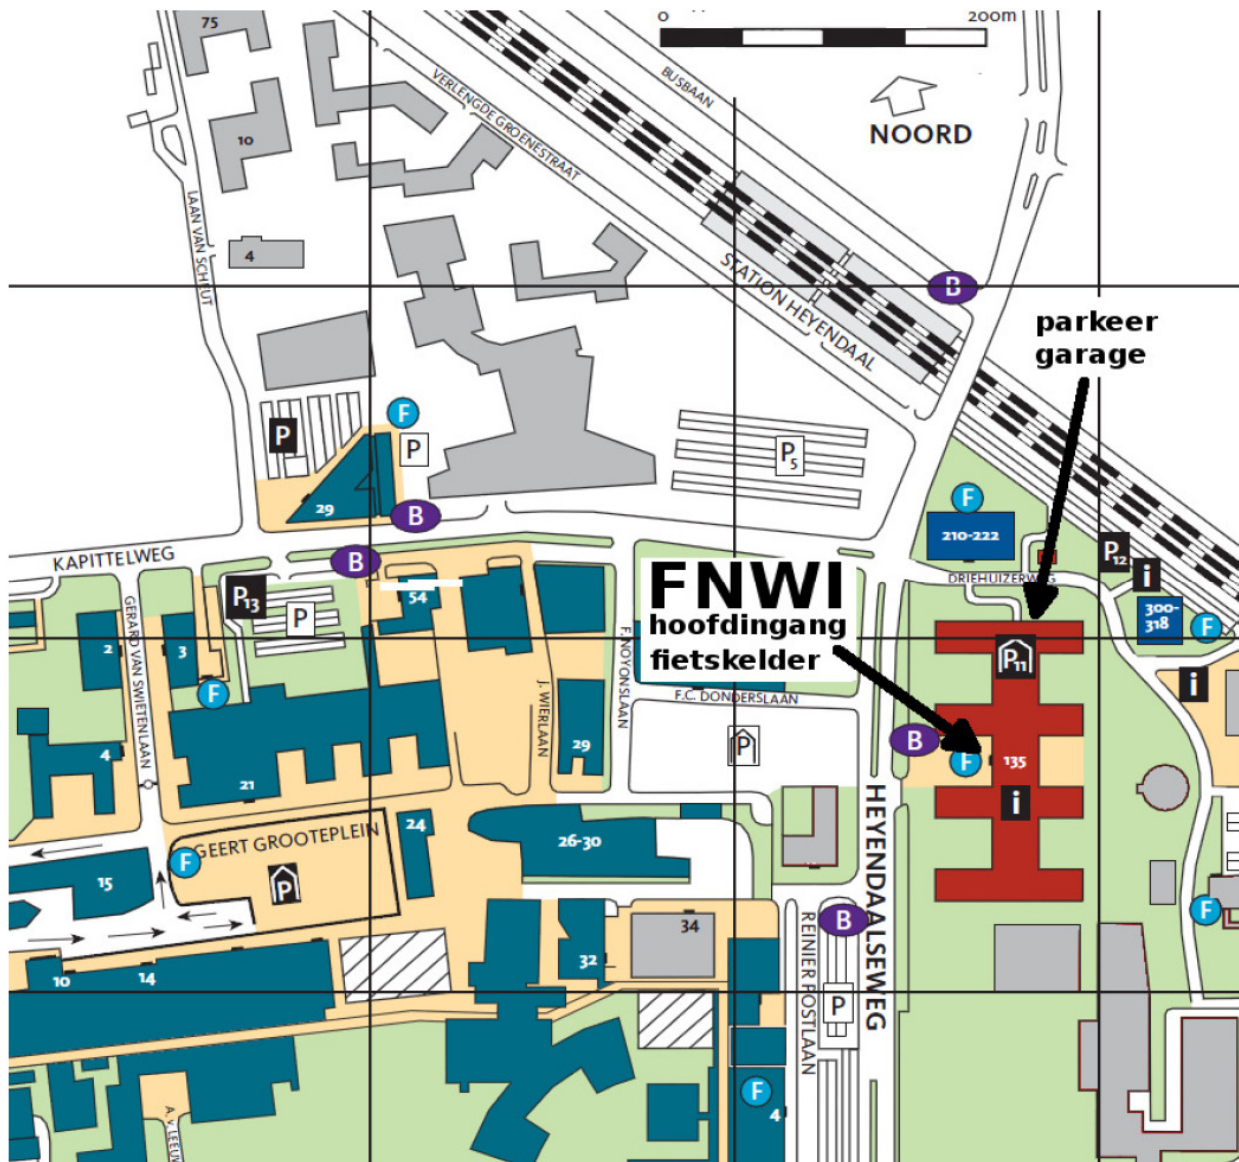 75
0
200m
BUSBAAN
VERLENGDE GROENESTRAAT
10
NOORD
LAAN VAN SCHEUT
4
STATION HEYENDAAL
B
parkeer
garage
F
P
P
P5
29
B
F
210-222
KAPITTELWEG
B
P12
i
FNWI
hoofdingang
fietskelder
DRIEHUIZERWEG
54
P13
P
300-
318
F
GERARD VAN SWIETENLAAN
2
3
F
F. NOYONSLAAN
P11
F.C. DONDERSLAAN
i
J. WIERLAAN
B
4
29
P
F
135
21
HEYENDAALSEWEG
i
24
GEERT GROOTEPLEIN
26-30
F
15
P
B
F
34
REINIER POSTLAAN
32
10
14
P
F
4
A. v LEEUW